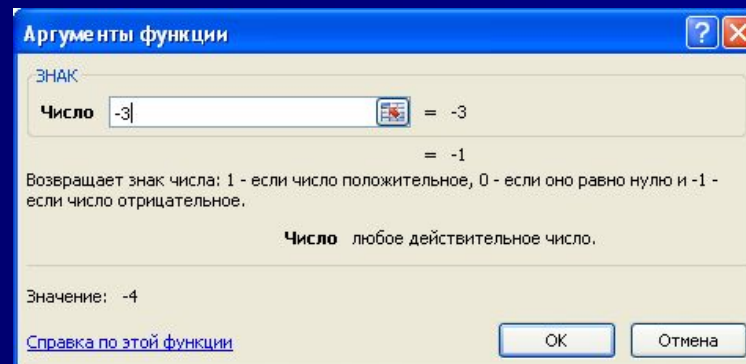 Аргументы функции
ЗНАК
Число -3 = -3
= -1
Возвращает знак числа: 1 - если число положительное, 0 - если оно равно нулю и -1 -
если число отрицательное.
Число любое действительное число.
Значение: -4
Справка по этой функции ОК Отмена